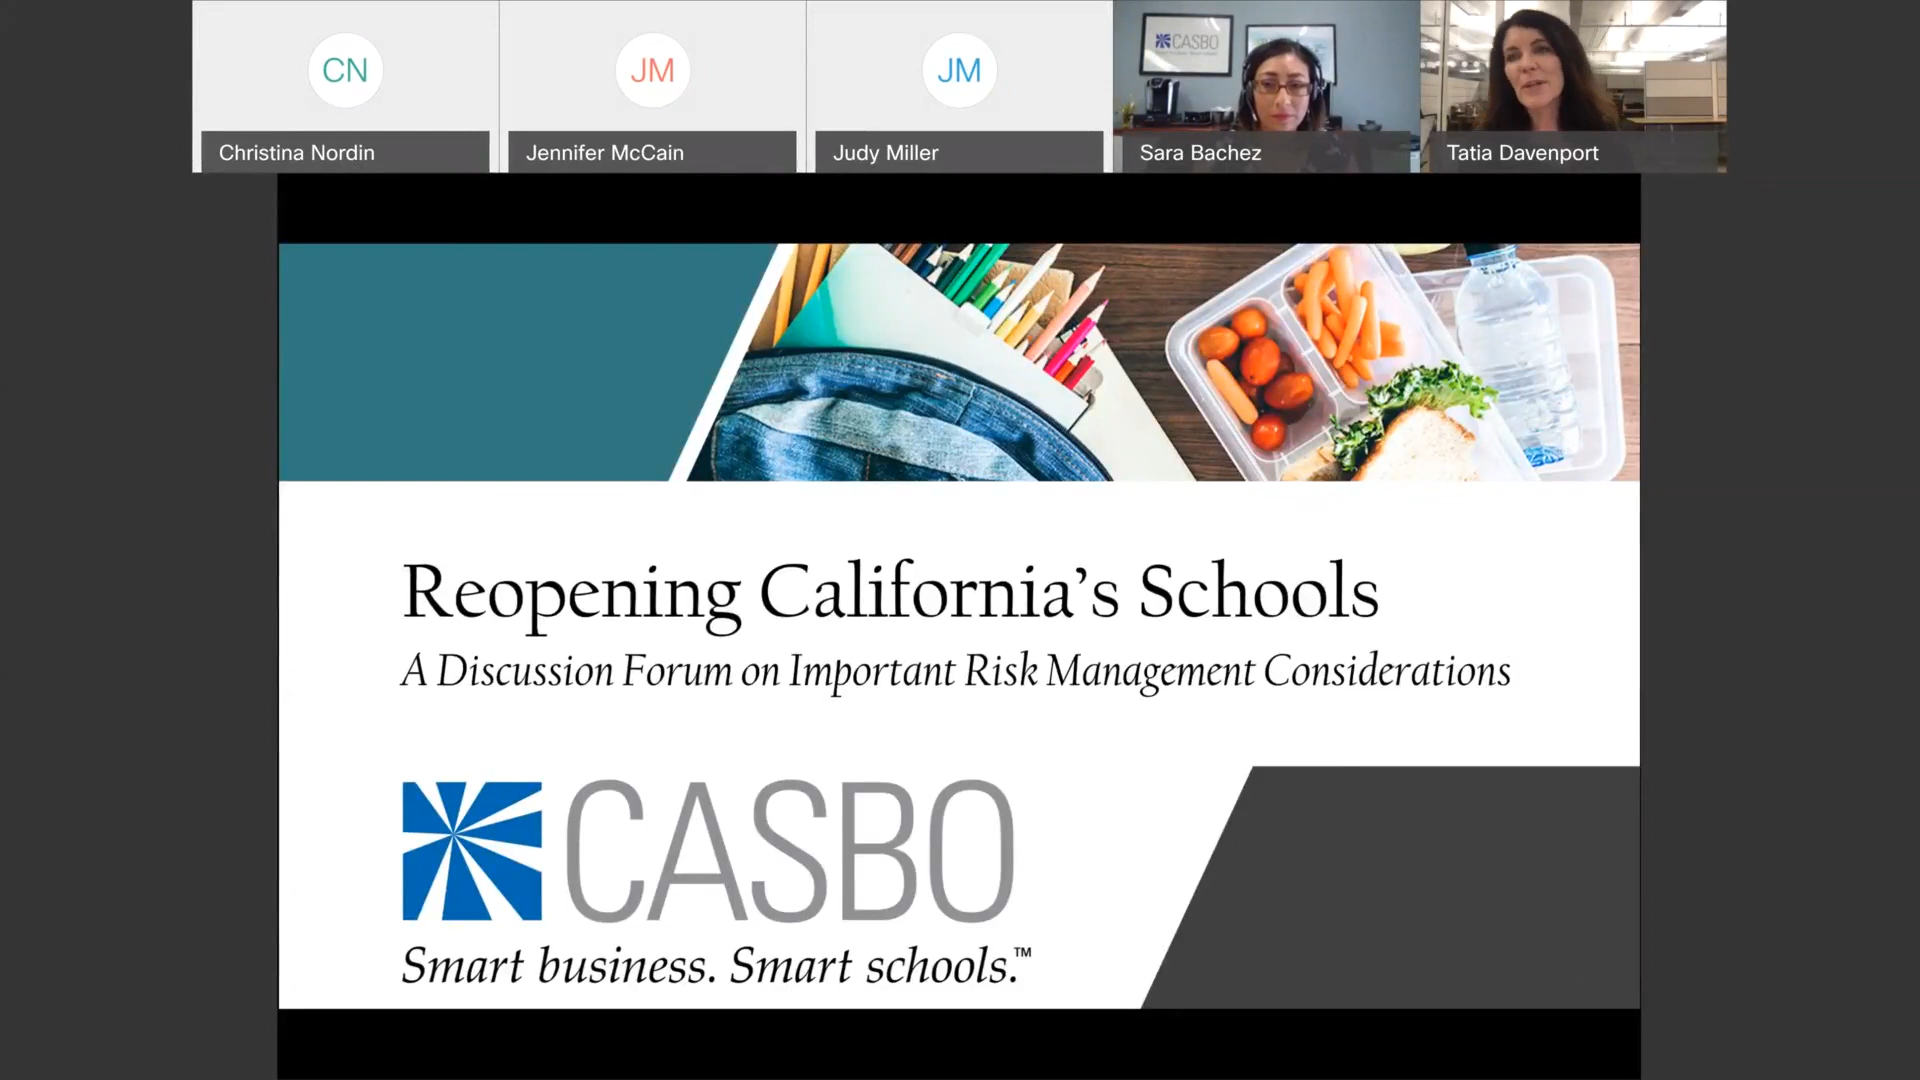 CN
JM
JM
CASBO
Christina Nordin
Jennifer McCain
Judy Miller
Sara Bachez
Tatia Davenport
Reopening California's Schools
A Discussion Forum on Important Risk Management Considerations
CASBO
Smart business. Smart schools.™